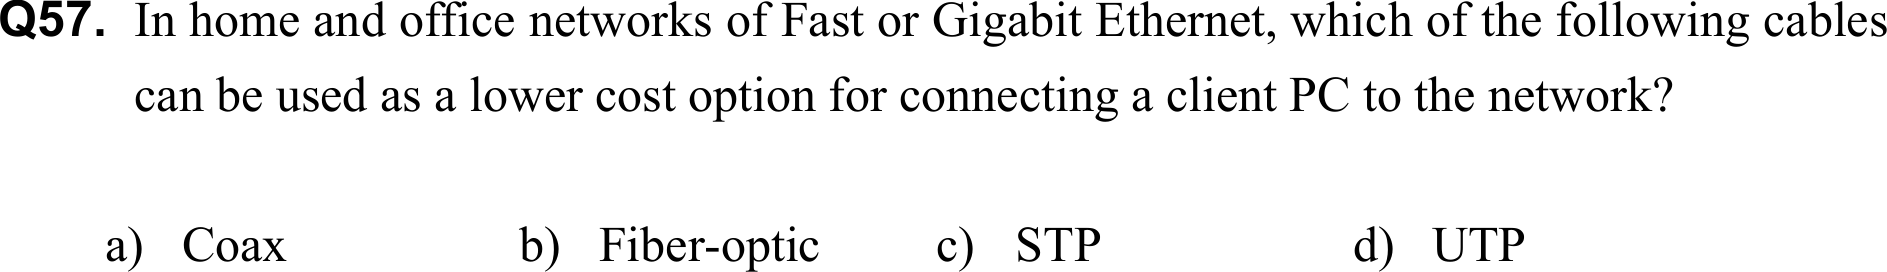 Q57. In home and office networks of Fast or Gigabit Ethernet, which of the following cables
can be used as a lower cost option for connecting a client PC to the network?
a) Coax b) Fiber-optic c) STP d) UTP